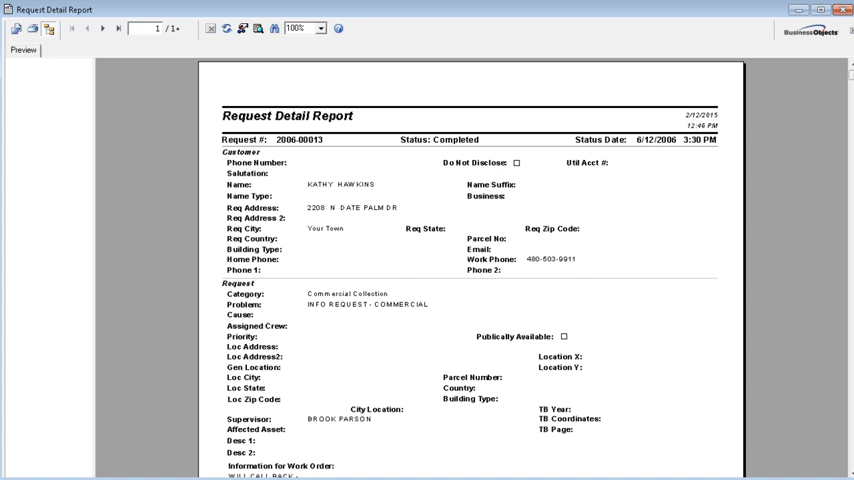 Request Detail Report
1 / 1+
100%
BusinessObjects
Preview
Request Detail Report
2/12/2015
12:46 PM
Request #: 2006-00013 Status: Completed Status Date: 6/12/2006 3:30 PM
Customer
Phone Number: Do Not Disclose: Util Acct #:
Salutation:
Name: KATHY HAWKINS Name Suffix:
Name Type: Business:
Req Address: 2208 N DATE PALM DR
Req Address 2:
Req City: Your Town Req State: Req Zip Code:
Req Country: Parcel No:
Building Type: Email:
Home Phone: Work Phone: 480-503-9911
Phone 1: Phone 2:
Request
Category: Commercial Collection
Problem: INFO REQUEST - COMMERCIAL
Cause:
Assigned Crew:
Priority: Publically Available:
Loc Address:
Loc Address2: Location X:
Gen Location: Location Y:
Loc City: Parcel Number:
Loc State: Country:
Loc Zip Code: Building Type:
City Location: TB Year:
Supervisor: BROOK PARSON TB Coordinates:
Affected Asset: TB Page:
Desc 1:
Desc 2:
Information for Work Order:
WILL CALL BACK -